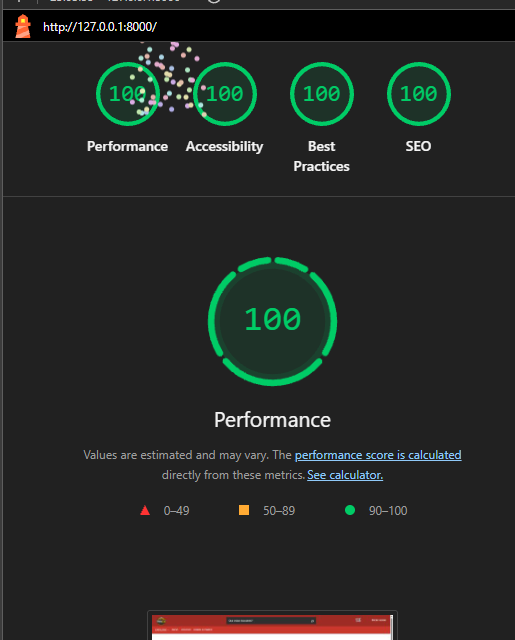 http://127.0.0.1:8000/
100
100
100
100
Performance
Accessibility
Best
Practices
SEO
100
Performance
Values are estimated and may vary. The performance score is calculated
directly from these metrics. See calculator.
0–49
50–89
90–100